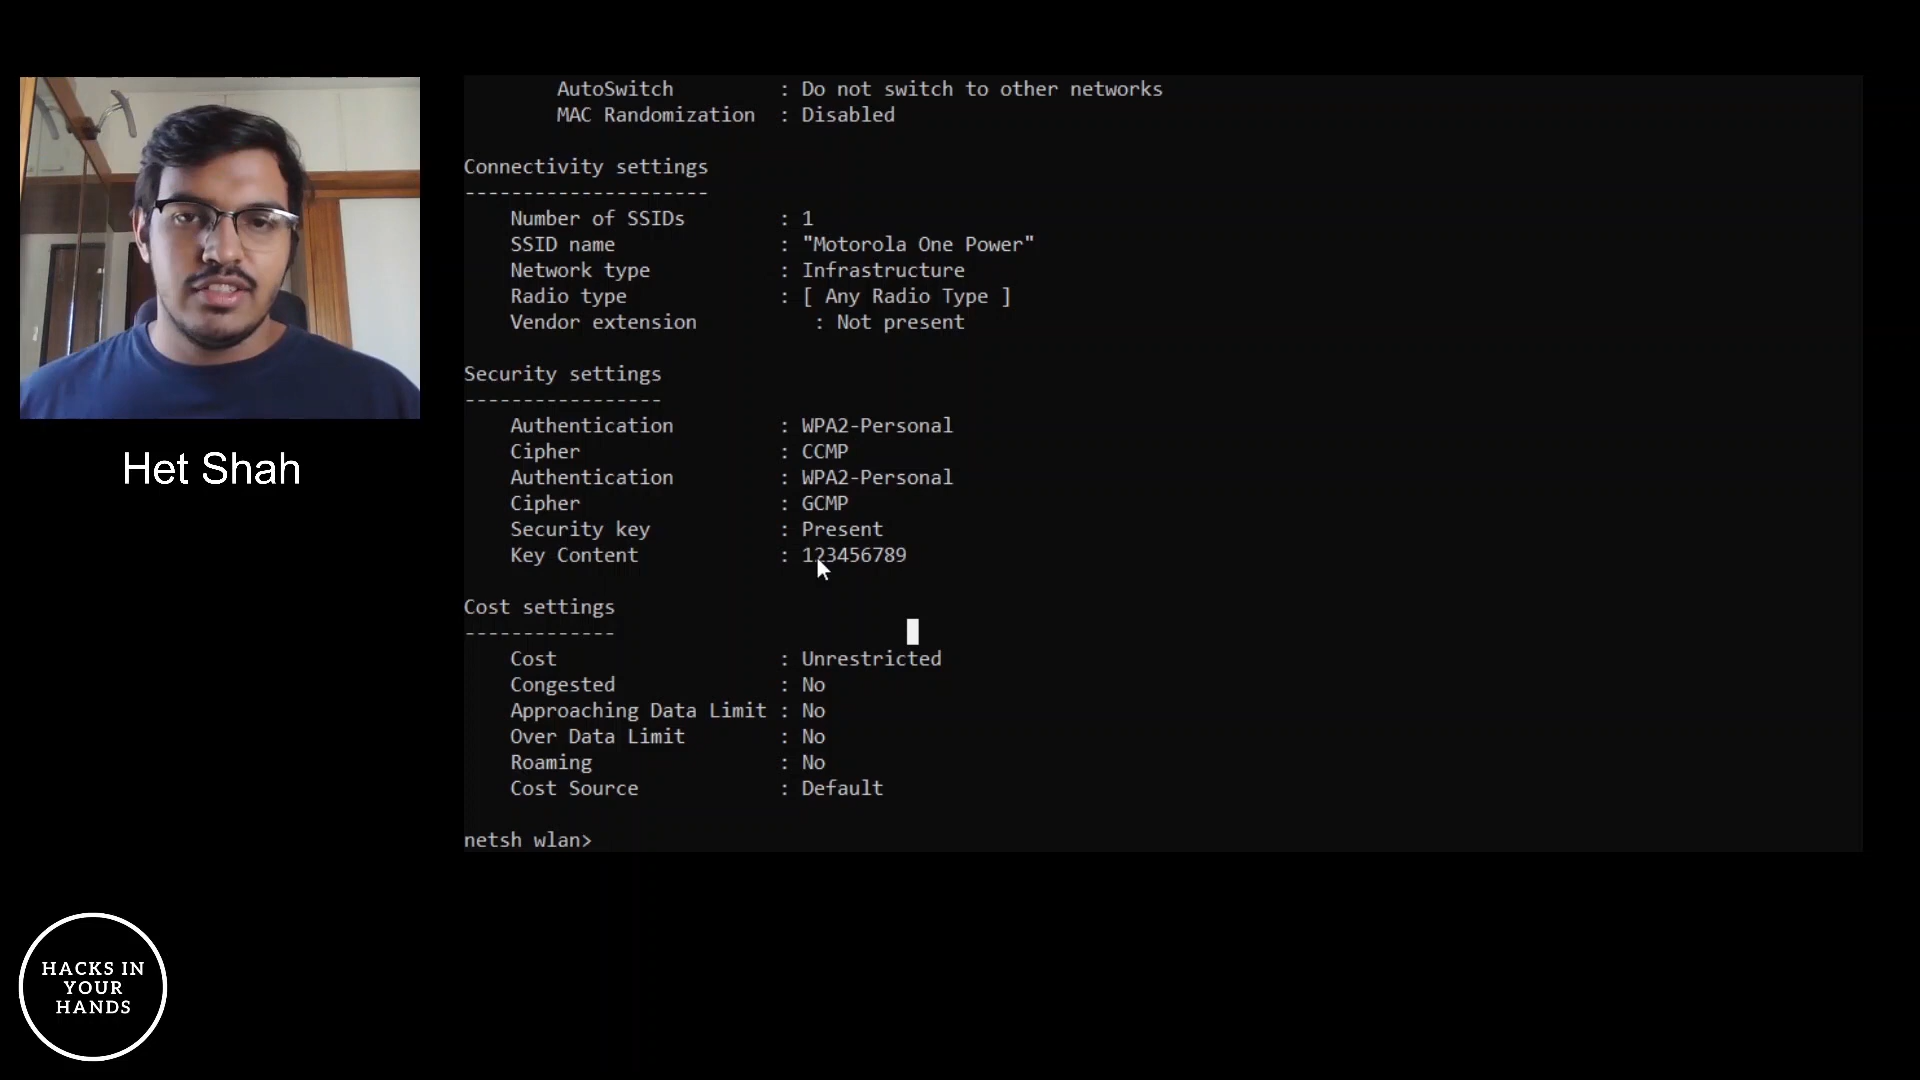 AutoSwitch : Do not switch to other networks
MAC Randomization : Disabled
Connectivity settings
---------------------
Number of SSIDs : 1
SSID name : "Motorola One Power"
Network type : Infrastructure
Radio type : [ Any Radio Type ]
Vendor extension : Not present
Security settings
-----------------
Authentication : WPA2-Personal
Cipher : CCMP
Authentication : WPA2-Personal
Cipher : GCMP
Security key : Present
Key Content : 123456789
Cost settings
-------------
Cost : Unrestricted
Congested : No
Approaching Data Limit : No
Over Data Limit : No
Roaming : No
Cost Source : Default
netsh wlan>
Het Shah
HACKS IN
YOUR
HANDS